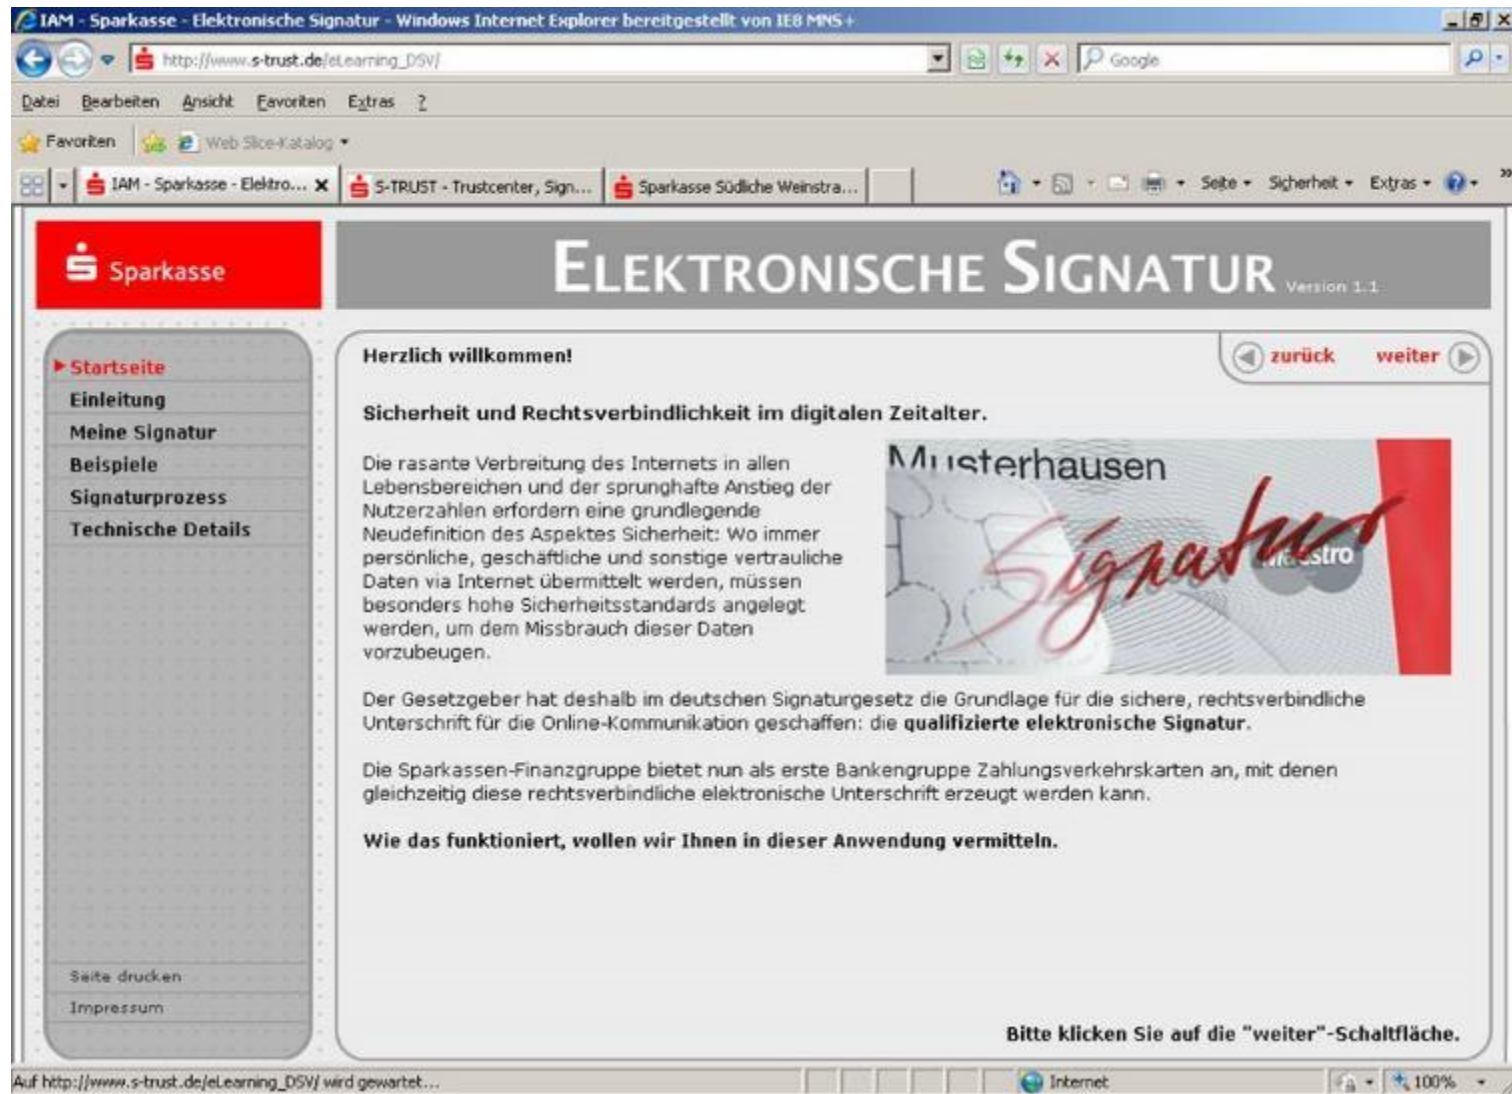 IAM - Sparkasse - Elektronische Signatur - Windows Internet Explorer bereitgestellt von IE8 MNS+
http://www.s-trust.de/eLearning_DSV/
Google
Datei Bearbeiten Ansicht Favoriten Extras ?
Favoriten Web Slice-Katalog
IAM - Sparkasse - Elektro... S-TRUST - Trustcenter, Sign... Sparkasse Südliche Weinstra... Seite Sicherheit Extras
Sparkasse
ELEKTRONISCHE SIGNATUR Version 1.1
Startseite
Einleitung
Meine Signatur
Beispiele
Signaturprozess
Technische Details
Seite drucken
Impressum
Herzlich willkommen!
zurück weiter
Sicherheit und Rechtsverbindlichkeit im digitalen Zeitalter.
Die rasante Verbreitung des Internets in allen
Lebensbereichen und der sprunghafte Anstieg der
Nutzerzahlen erfordern eine grundlegende
Neudefinition des Aspektes Sicherheit: Wo immer
persönliche, geschäftliche und sonstige vertrauliche
Daten via Internet übermittelt werden, müssen
besonders hohe Sicherheitsstandards angelegt
werden, um dem Missbrauch dieser Daten
vorzubeugen.
Musterhausen
Signatur
Maestro
Der Gesetzgeber hat deshalb im deutschen Signaturgesetz die Grundlage für die sichere, rechtsverbindliche
Unterschrift für die Online-Kommunikation geschaffen: die qualifizierte elektronische Signatur.
Die Sparkassen-Finanzgruppe bietet nun als erste Bankengruppe Zahlungsverkehrskarten an, mit denen
gleichzeitig diese rechtsverbindliche elektronische Unterschrift erzeugt werden kann.
Wie das funktioniert, wollen wir Ihnen in dieser Anwendung vermitteln.
Bitte klicken Sie auf die "weiter"-Schaltfläche.
Auf http://www.s-trust.de/eLearning_DSV/ wird gewartet... Internet 100%